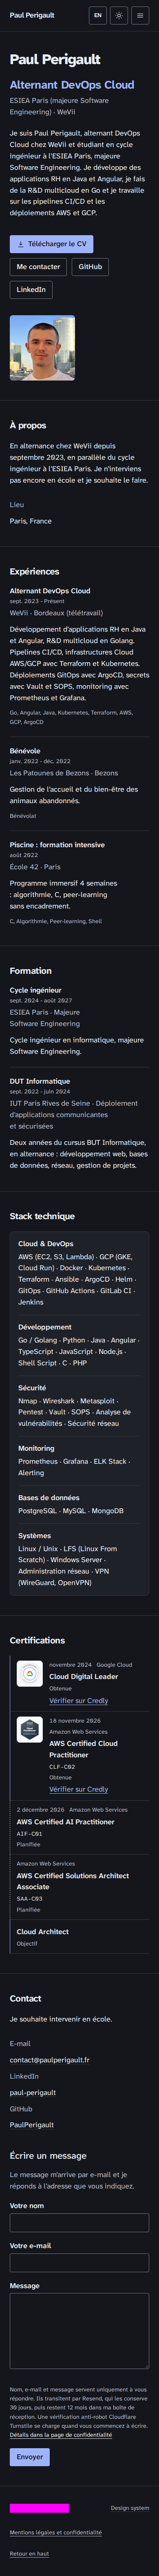 Paul Perigault
EN
Paul Perigault
Alternant DevOps Cloud
ESIEA Paris (majeure Software
Engineering) · WeVii
Je suis Paul Perigault, alternant DevOps
Cloud chez WeVii et étudiant en cycle
ingénieur à l'ESIEA Paris, majeure
Software Engineering. Je développe des
applications RH en Java et Angular, je fais
de la R&D multicloud en Go et je travaille
sur les pipelines CI/CD et les
déploiements AWS et GCP.
Télécharger le CV
Me contacter
GitHub
LinkedIn
À propos
En alternance chez WeVii depuis
septembre 2023, en parallèle du cycle
ingénieur à l'ESIEA Paris. Je n'interviens
pas encore en école et je souhaite le faire.
Lieu
Paris, France
Expériences
Alternant DevOps Cloud
sept. 2023 - Présent
WeVii · Bordeaux (télétravail)
Développement d'applications RH en Java
et Angular, R&D multicloud en Golang.
Pipelines CI/CD, infrastructures Cloud
AWS/GCP avec Terraform et Kubernetes.
Déploiements GitOps avec ArgoCD, secrets
avec Vault et SOPS, monitoring avec
Prometheus et Grafana.
Go, Angular, Java, Kubernetes, Terraform, AWS,
GCP, ArgoCD
Bénévole
janv. 2022 - déc. 2022
Les Patounes de Bezons · Bezons
Gestion de l'accueil et du bien-être des
animaux abandonnés.
Bénévolat
Piscine : formation intensive
août 2022
École 42 · Paris
Programme immersif 4 semaines
: algorithmie, C, peer-learning
sans encadrement.
C, Algorithmie, Peer-learning, Shell
Formation
Cycle ingénieur
sept. 2024 - août 2027
ESIEA Paris · Majeure
Software Engineering
Cycle Ingénieur en informatique, majeure
Software Engineering.
DUT Informatique
sept. 2022 - juin 2024
IUT Paris Rives de Seine · Déploiement
d'applications communicantes
et sécurisées
Deux années du cursus BUT Informatique,
en alternance : développement web, bases
de données, réseau, gestion de projets.
Stack technique
Cloud & DevOps
AWS (EC2, S3, Lambda) · GCP (GKE,
Cloud Run) · Docker · Kubernetes ·
Terraform · Ansible · ArgoCD · Helm ·
GitOps · GitHub Actions · GitLab CI ·
Jenkins
Développement
Go / Golang · Python · Java · Angular ·
TypeScript · JavaScript · Node.js ·
Shell Script · C · PHP
Sécurité
Nmap · Wireshark · Metasploit ·
Pentest · Vault · SOPS · Analyse de
vulnérabilités · Sécurité réseau
Monitoring
Prometheus · Grafana · ELK Stack ·
Alerting
Bases de données
PostgreSQL · MySQL · MongoDB
Systèmes
Linux / Unix · LFS (Linux From
Scratch) · Windows Server ·
Administration réseau · VPN
(WireGuard, OpenVPN)
Certifications
novembre 2024 Google Cloud
Cloud Digital Leader
Obtenue
Vérifier sur Credly
18 novembre 2026
Amazon Web Services
AWS Certified Cloud
Practitioner
CLF-C02
Obtenue
Vérifier sur Credly
2 décembre 2026 Amazon Web Services
AWS Certified AI Practitioner
AIF-C01
Planifiée
Amazon Web Services
AWS Certified Solutions Architect
Associate
SAA-C03
Planifiée
Cloud Architect
Objectif
Contact
Je souhaite intervenir en école.
E-mail
contact@paulperigault.fr
LinkedIn
paul-perigault
GitHub
PaulPerigault
Écrire un message
Le message m'arrive par e-mail et je
réponds à l'adresse que vous indiquez.
Votre nom
Votre e-mail
Message
Nom, e-mail et message servent uniquement à vous
répondre. Ils transitent par Resend, qui les conserve
30 jours, puis restent 12 mois dans ma boîte de
réception. Une vérification anti-robot Cloudflare
Turnstile se charge quand vous commencez à écrire.
Détails dans la page de confidentialité
Envoyer
Design system
Mentions légales et confidentialité
Retour en haut